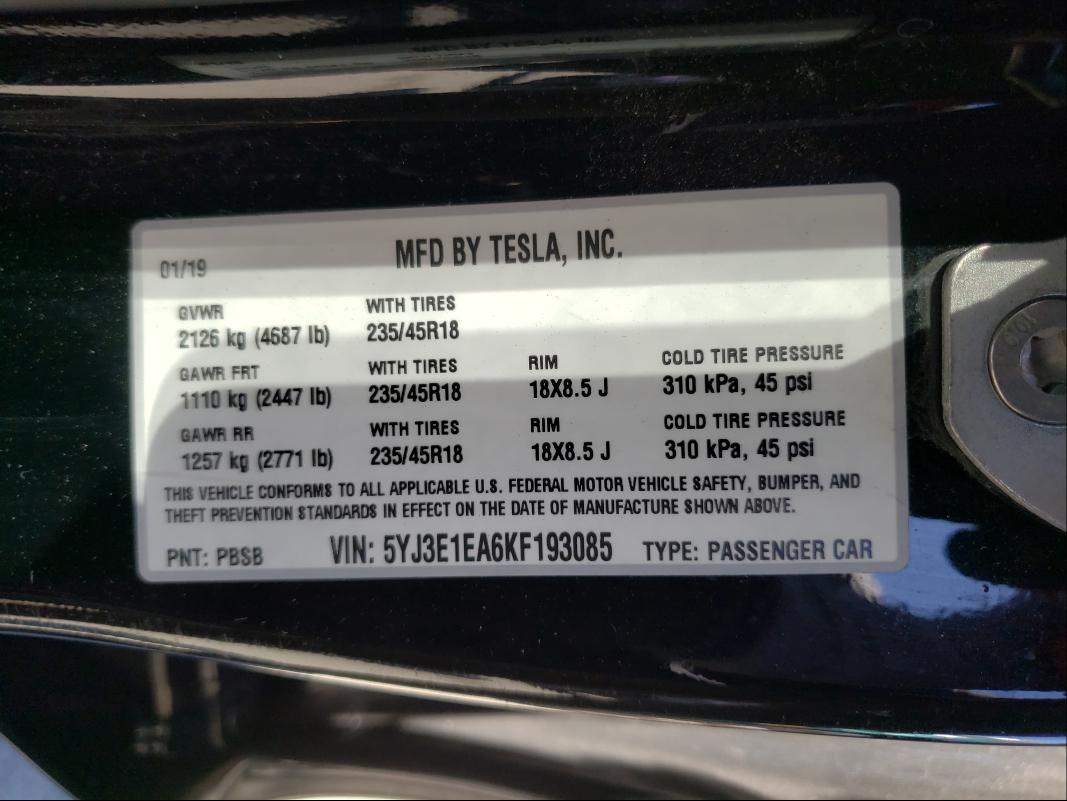 MFD BY TESLA, INC.
MFD BY TESLA, INC.
01/19
GVWR WITH TIRES
2126 kg (4687 lb) 235/45R18
GAWR FRT WITH TIRES RIM COLD TIRE PRESSURE
1110 kg (2447 lb) 235/45R18 18X8.5 J 310 kPa, 45 psi
GAWR RR WITH TIRES RIM COLD TIRE PRESSURE
1257 kg (2771 lb) 235/45R18 18X8.5 J 310 kPa, 45 psi
THIS VEHICLE CONFORMS TO ALL APPLICABLE U.S. FEDERAL MOTOR VEHICLE SAFETY, BUMPER, AND
THEFT PREVENTION STANDARDS IN EFFECT ON THE DATE OF MANUFACTURE SHOWN ABOVE.
PNT: PBSB VIN: 5YJ3E1EA6KF193085 TYPE: PASSENGER CAR